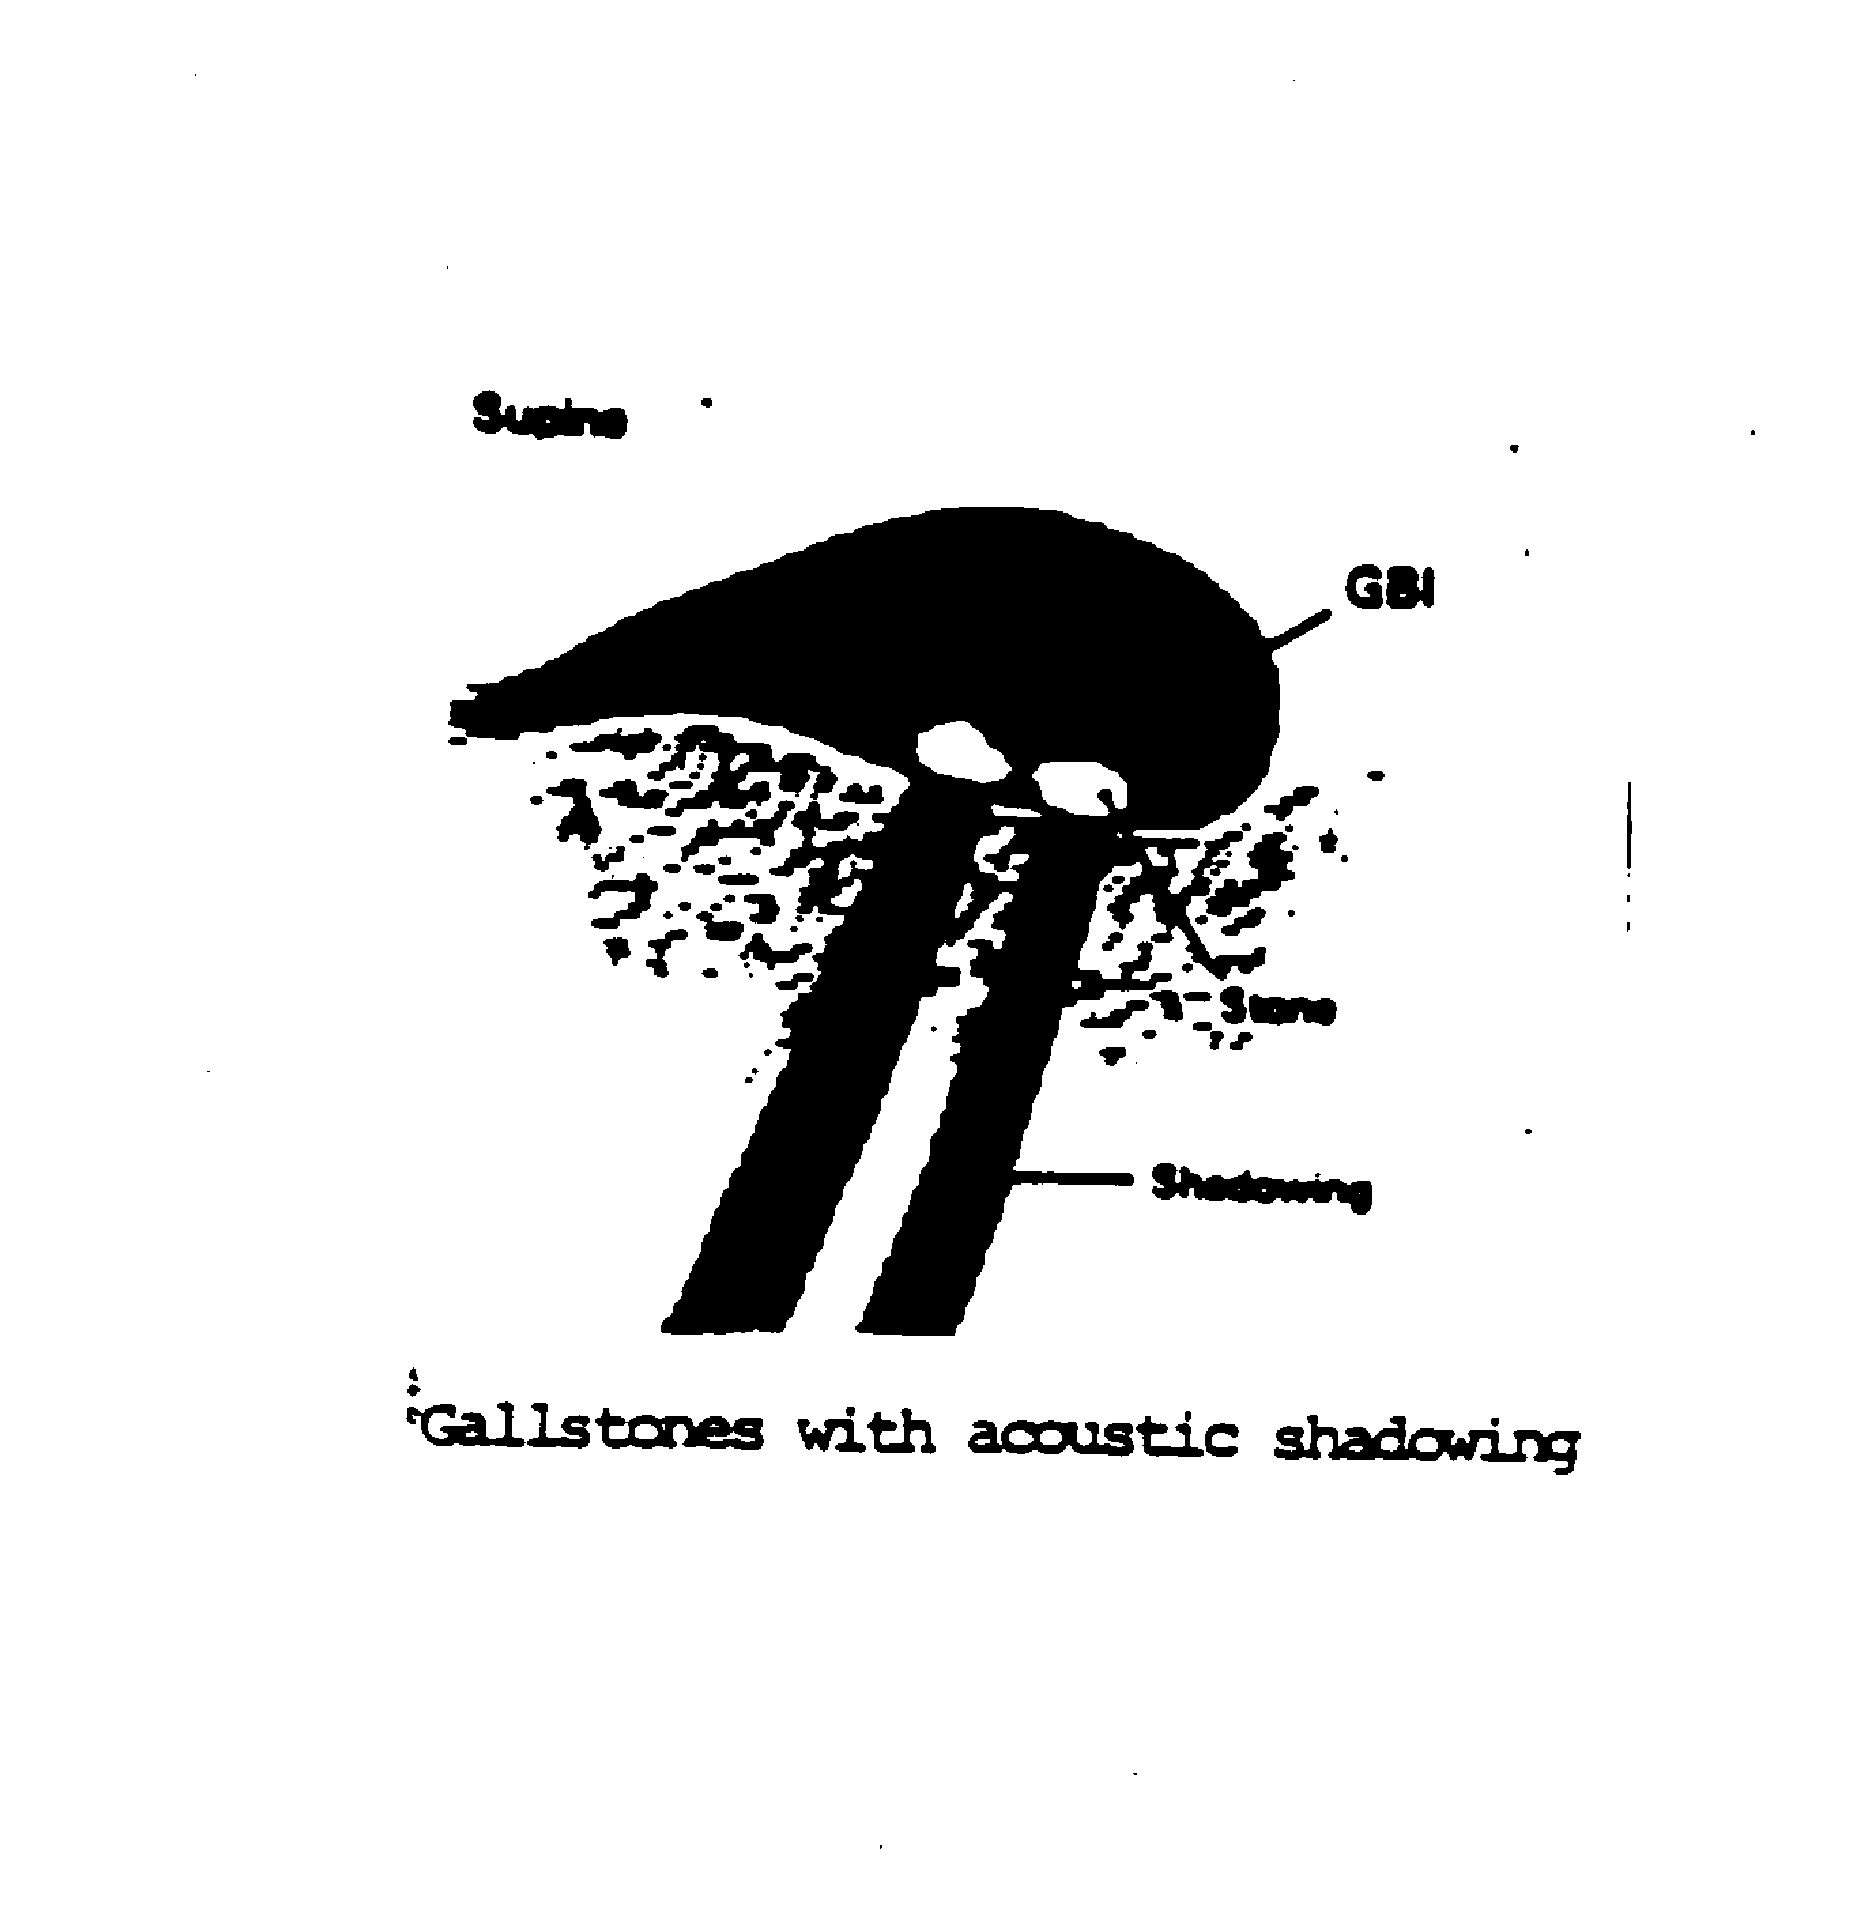 Supine
GBl
Stone
Shadowing
Gallstones with acoustic shadowing